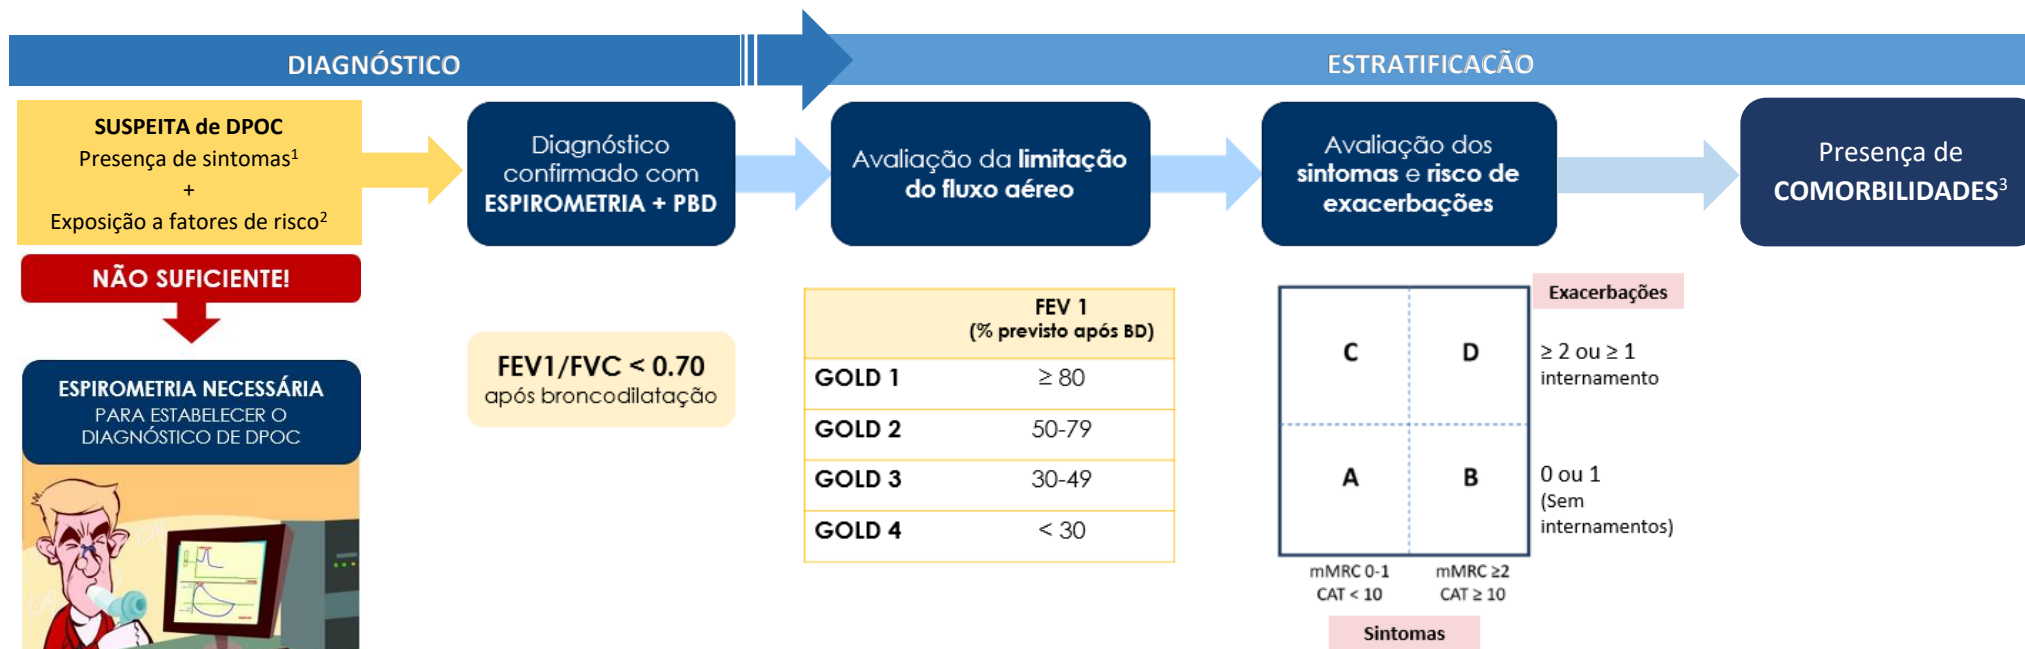 DIAGNÓSTICO
ESTRATIFICAÇÃO
SUSPEITA de DPOC
Presença de sintomas¹
+
Exposição a fatores de risco²
NÃO SUFICIENTE!
ESPIROMETRIA NECESSÁRIA
PARA ESTABELECER O
DIAGNÓSTICO DE DPOC
Diagnóstico
confirmado com
ESPIROMETRIA + PBD
FEV1/FVC < 0.70
após broncodilatação
Avaliação da limitação
do fluxo aéreo
FEV 1
(% previsto após BD)
GOLD 1 ≥ 80
GOLD 2 50-79
GOLD 3 30-49
GOLD 4 < 30
Avaliação dos
sintomas e risco de
exacerbações
Exacerbações
C D
≥ 2 ou ≥ 1
internamento
A B
0 ou 1
(Sem
internamentos)
mMRC 0-1 mMRC ≥2
CAT < 10 CAT ≥ 10
Sintomas
Presença de
COMORBILIDADES³